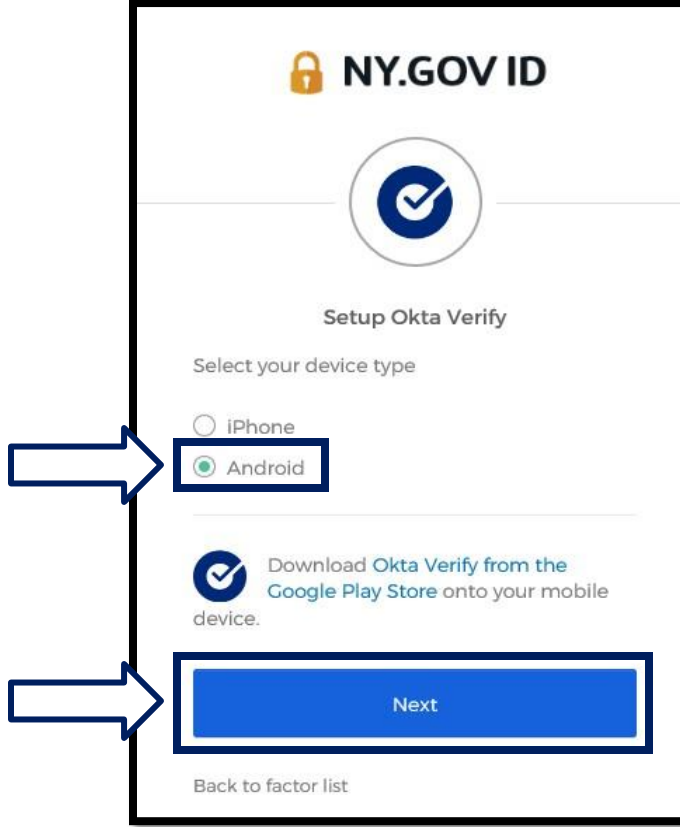 NY.GOV ID
Setup Okta Verify
Select your device type
iPhone
Android
Download Okta Verify from the
Google Play Store onto your mobile
device.
Next
Back to factor list